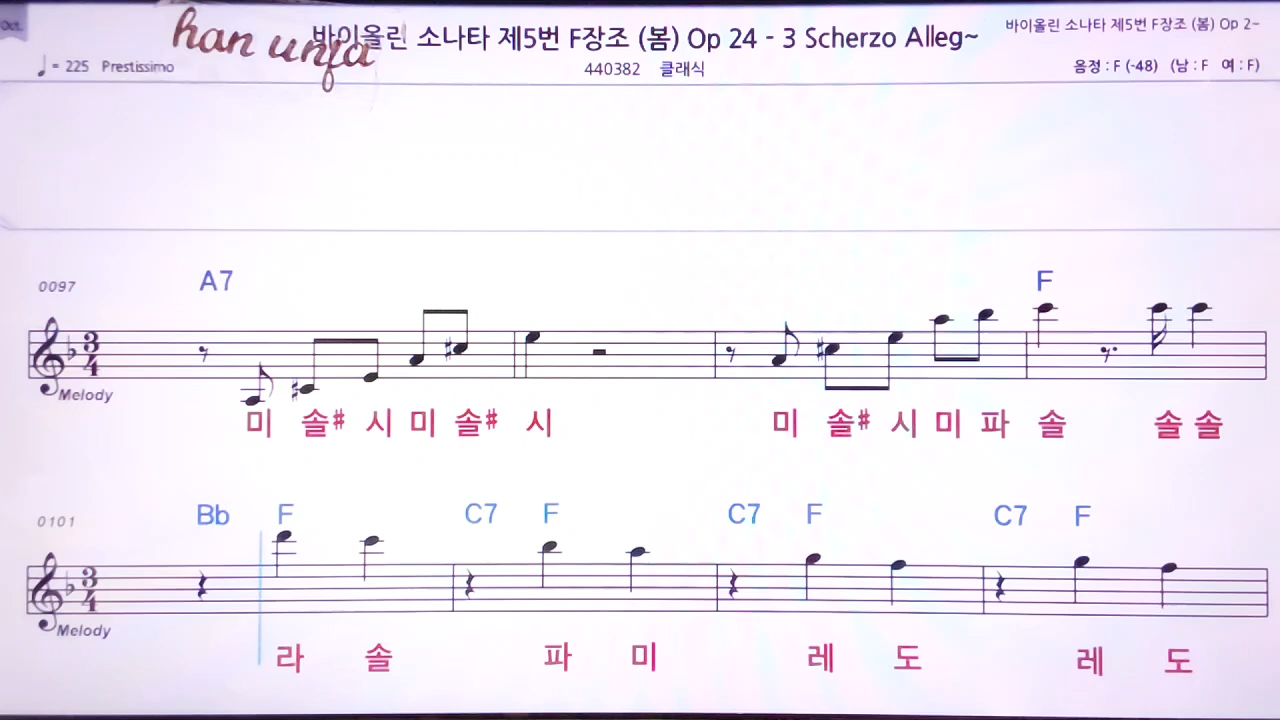 Oct.
han unja
바이올린 소나타 제5번 F장조 (봄) Op 24 - 3 Scherzo Alleg~
바이올린 소나타 제5번 F장조 (봄) Op 2~
♩ = 225 Prestissimo
440382 클래식
음정 : F (-48) (남 : F 여 : F)
0097 A7 F
3 4
Melody
미 솔# 시 미 솔# 시 미 솔# 시 미 파 솔 솔 솔
0101 Bb F C7 F C7 F C7 F
3 4
Melody
라 솔 파 미 레 도 레 도